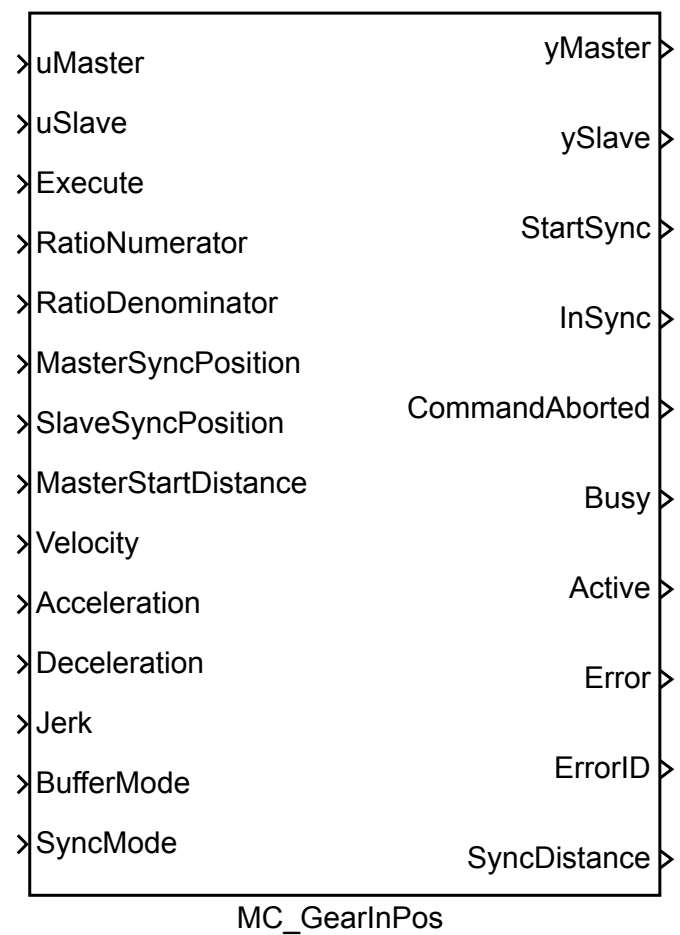 uMaster
uSlave
Execute
RatioNumerator
RatioDenominator
MasterSyncPosition
SlaveSyncPosition
MasterStartDistance
Velocity
Acceleration
Deceleration
Jerk
BufferMode
SyncMode
yMaster
ySlave
StartSync
InSync
CommandAborted
Busy
Active
Error
ErrorID
SyncDistance
MC_GearInPos